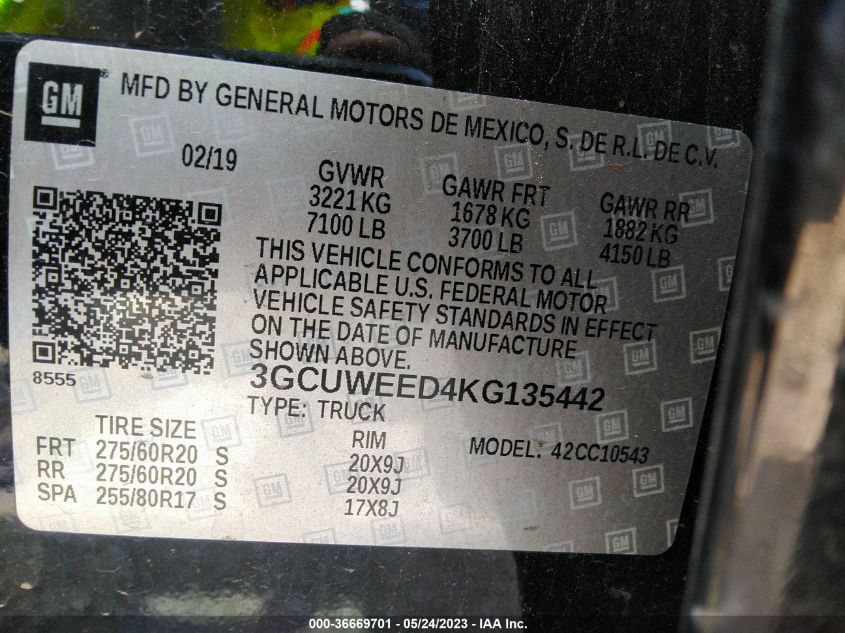 GM
MFD BY GENERAL MOTORS DE MEXICO, S. DE R.L. DE C.V.
02/19
GVWR
3221 KG
7100 LB
GAWR FRT
1678 KG
3700 LB
GAWR RR
1882 KG
4150 LB
THIS VEHICLE CONFORMS TO ALL
APPLICABLE U.S. FEDERAL MOTOR
VEHICLE SAFETY STANDARDS IN EFFECT
ON THE DATE OF MANUFACTURE
SHOWN ABOVE.
8555
3GCUWEED4KG135442
TYPE: TRUCK
MODEL: 42CC10543
TIRE SIZE
RIM
FRT 275/60R20 S 20X9J
RR 275/60R20 S 20X9J
SPA 255/80R17 S 17X8J
000-36669701 / 05/24/2023 - IAA Inc.